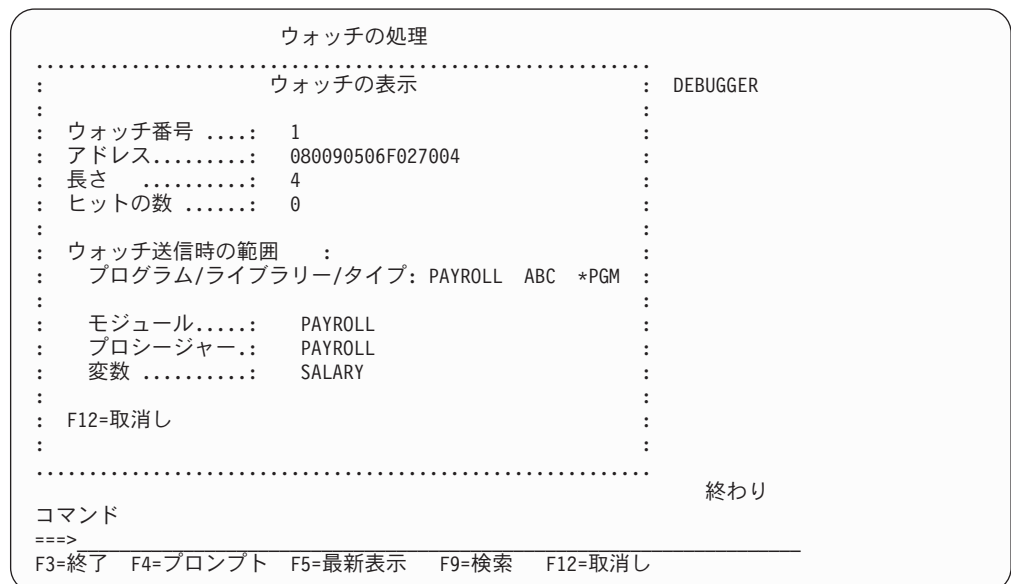 ウォッチの処理
.........................................................
: ウォッチの表示 : DEBUGGER
: :
: ウォッチ番号 ....: 1 :
: アドレス.........: 080090506F027004 :
: 長さ ..........: 4 :
: ヒットの数 ......: 0 :
: :
: ウォッチ送信時の範囲 : :
: プログラム/ライブラリー/タイプ: PAYROLL ABC *PGM :
: :
: モジュール.....: PAYROLL :
: プロシージャー.: PAYROLL :
: 変数 ..........: SALARY :
: :
: F12=取消し :
: :
.........................................................
終わり
コマンド
===>
F3=終了 F4=プロンプト F5=最新表示 F9=検索 F12=取消し